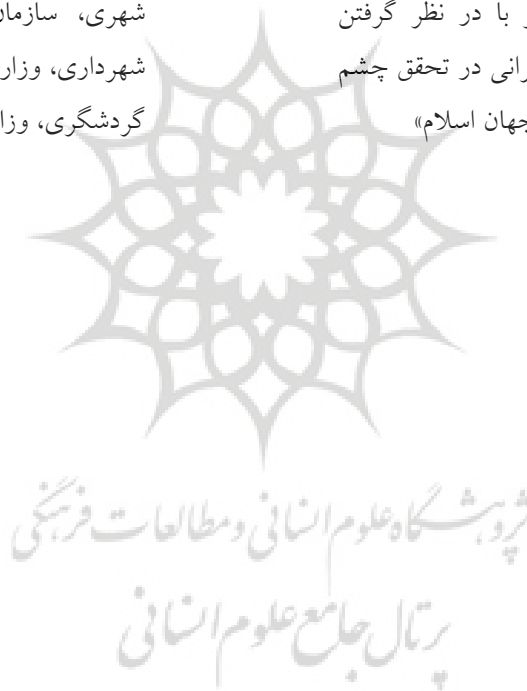 و با در نظر گرفتن
رانی در تحقق چشم
جهان اسلام»
شهری، سازمان
شهرداری، وزار
گردشگری، وزا
پژوهشگاه علوم انسانی و مطالعات فرهنگی
پرتال جامع علوم انسانی